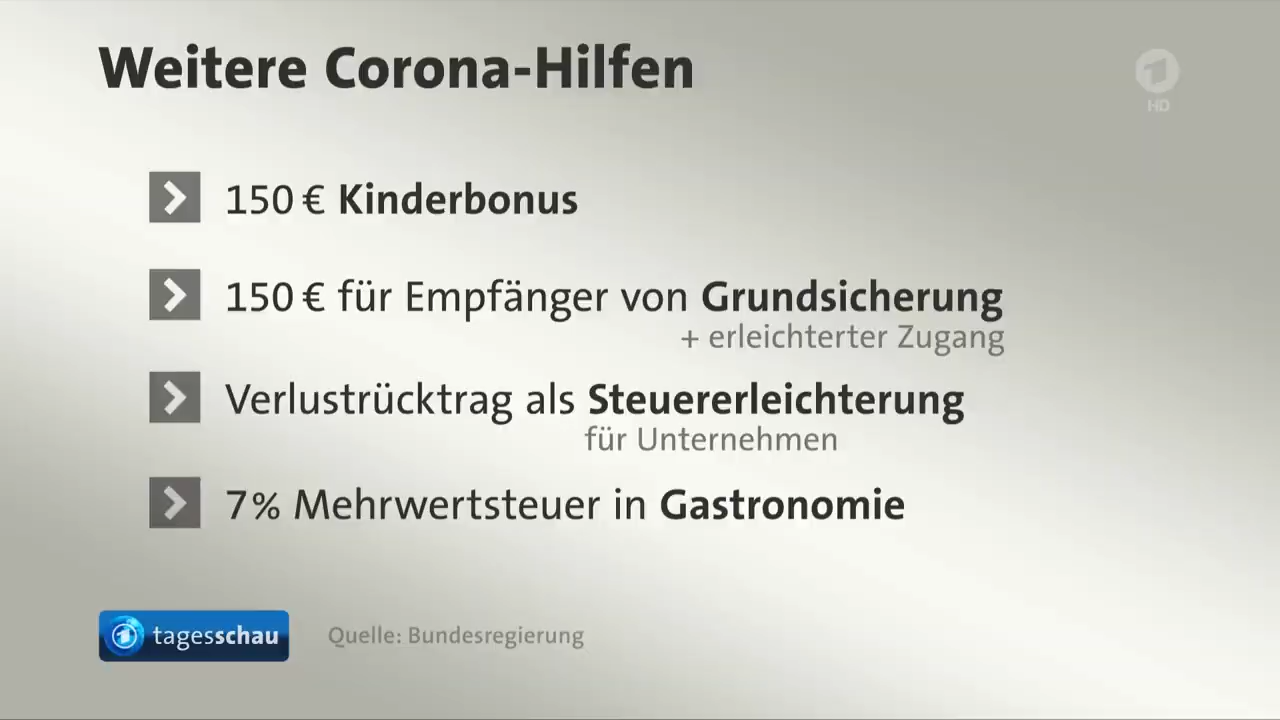 Weitere Corona-Hilfen
HD
150 € Kinderbonus
150 € für Empfänger von Grundsicherung
+ erleichterter Zugang
Verlustrücktrag als Steuererleichterung
für Unternehmen
7% Mehrwertsteuer in Gastronomie
tagesschau
Quelle: Bundesregierung